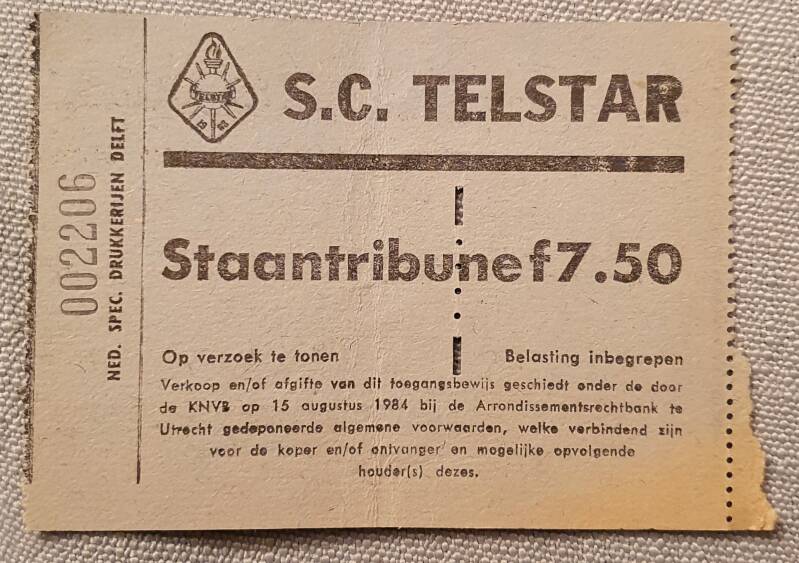 TELSTAR
1963
S.C. TELSTAR
Staantribune f 7.50
Op verzoek te tonen
Belasting inbegrepen
Verkoop en/of afgifte van dit toegangsbewijs geschiedt onder de door
de KNVB op 15 augustus 1984 bij de Arrondissementsrechtbank te
Utrecht gedeponeerde algemene voorwaarden, welke verbindend zijn
voor de koper en/of ontvanger en mogelijke opvolgende
houder(s) dezes.
002206
NED. SPEC. DRUKKERIJEN DELFT